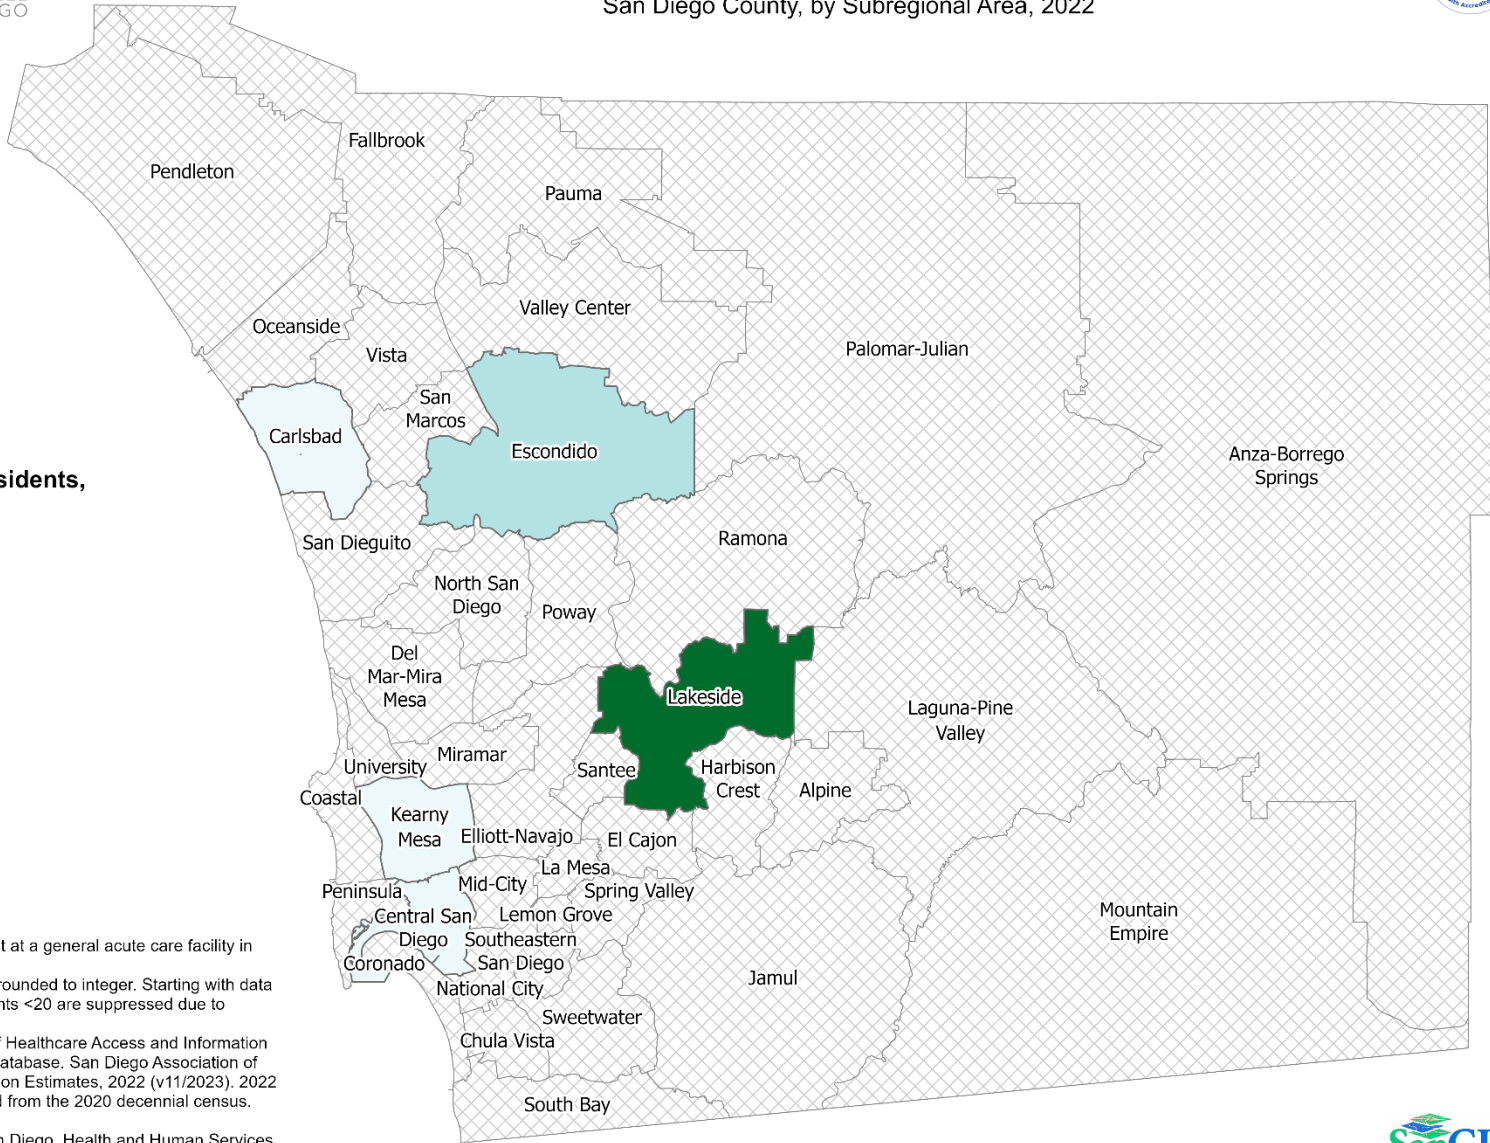 GO
San Diego County, by Subregional Area, 2022
Fallbrook
Pendleton
Pauma
Valley Center
Oceanside
Vista
Palomar-Julian
San
Marcos
Carlsbad
Escondido
Anza-Borrego
Springs
sidents,
Ramona
San Dieguito
North San
Diego
Poway
Del
Mar-Mira
Mesa
Lakeside
Laguna-Pine
Valley
Miramar
University
Santee
Harbison
Crest
Alpine
Coastal
Kearny
Mesa
Elliott-Navajo
El Cajon
La Mesa
Peninsula
Mid-City
Spring Valley
Central San
Diego
Lemon Grove
Mountain
Empire
Southeastern
San Diego
Coronado
National City
Jamul
Sweetwater
Chula Vista
South Bay
t at a general acute care facility in
rounded to integer. Starting with data
nts <20 are suppressed due to
f Healthcare Access and Information
atabase. San Diego Association of
on Estimates, 2022 (v11/2023). 2022
d from the 2020 decennial census.
n Diego, Health and Human Services